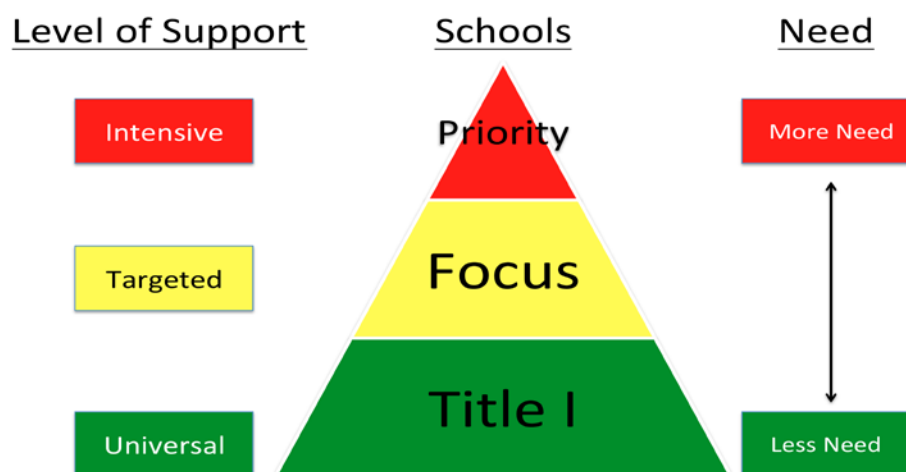 Level of Support
Schools
Need
Intensive
Priority
More Need
Targeted
Focus
Universal
Title I
Less Need